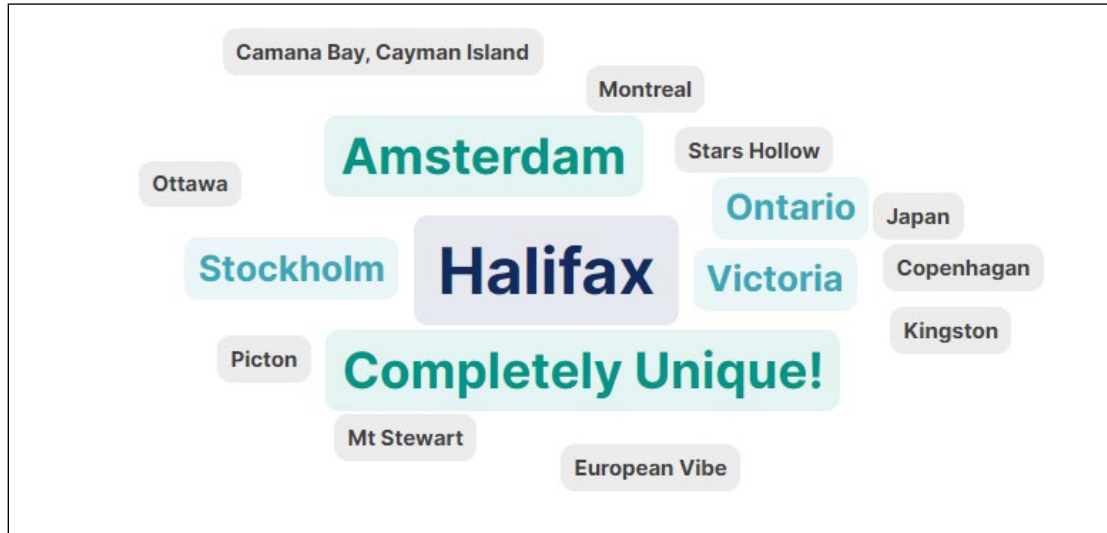 Camana Bay, Cayman Island
Montreal
Amsterdam
Stars Hollow
Ottawa
Ontario
Japan
Stockholm
Halifax
Victoria
Copenhagan
Kingston
Picton
Completely Unique!
Mt Stewart
European Vibe